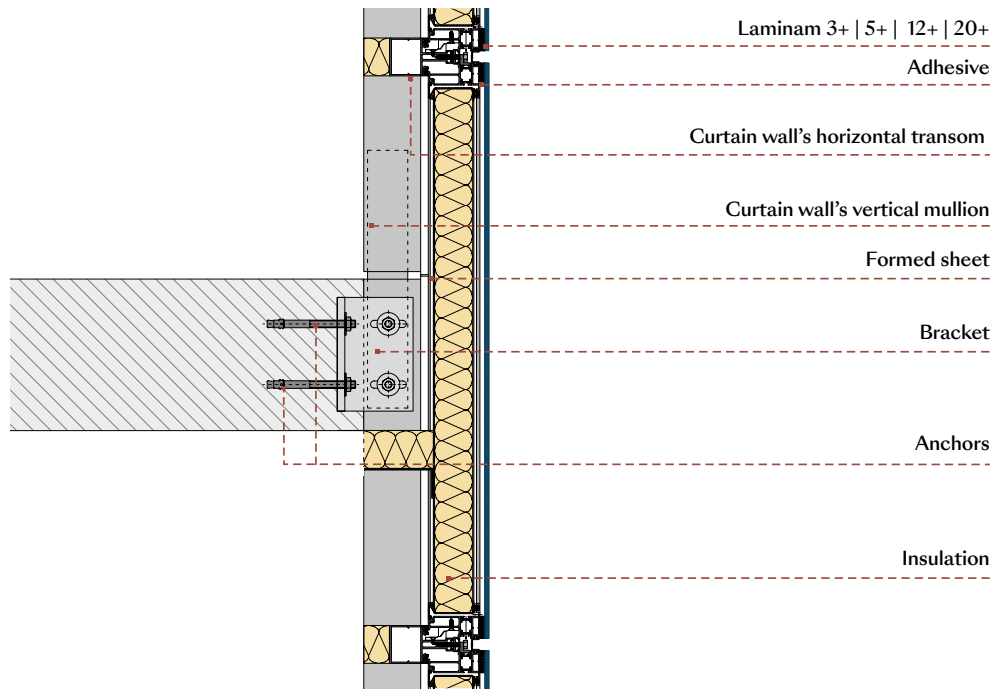 Laminam 3+ | 5+ | 12+ | 20+
Adhesive
Curtain wall's horizontal transom
Curtain wall's vertical mullion
Formed sheet
Bracket
Anchors
Insulation